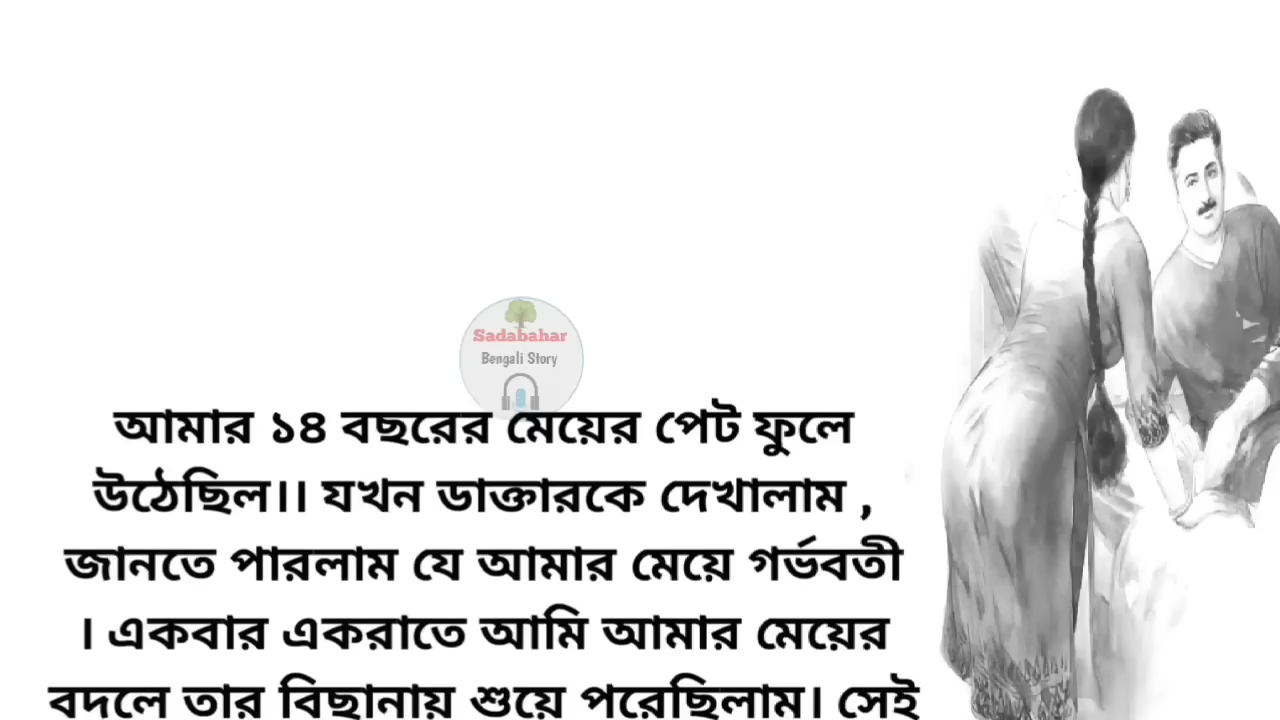 Sadabahar
Bengali Story
আমার ১৪ বছরের মেয়ের পেট ফুলে
উঠেছিল।। যখন ডাক্তারকে দেখালাম ,
জানতে পারলাম যে আমার মেয়ে গর্ভবতী
। একবার একরাতে আমি আমার মেয়ের
বদলে তার বিছানায় শুয়ে পরেছিলাম। সেই